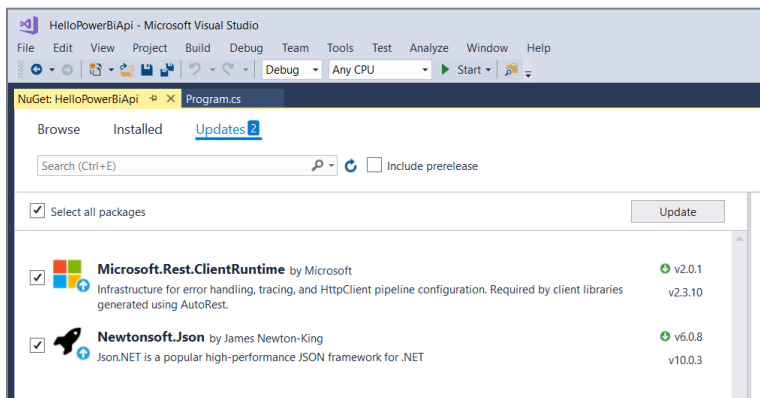 HelloPowerBiApi - Microsoft Visual Studio
File Edit View Project Build Debug Team Tools Test Analyze Window Help
Debug Any CPU Start
NuGet: HelloPowerBiApi Program.cs
Browse Installed Updates 2
Search (Ctrl+E) Include prerelease
Select all packages Update
Microsoft.Rest.ClientRuntime by Microsoft v2.0.1
Infrastructure for error handling, tracing, and HttpClient pipeline configuration. Required by client libraries v2.3.10
generated using AutoRest.
Newtonsoft.Json by James Newton-King v6.0.8
Json.NET is a popular high-performance JSON framework for .NET v10.0.3